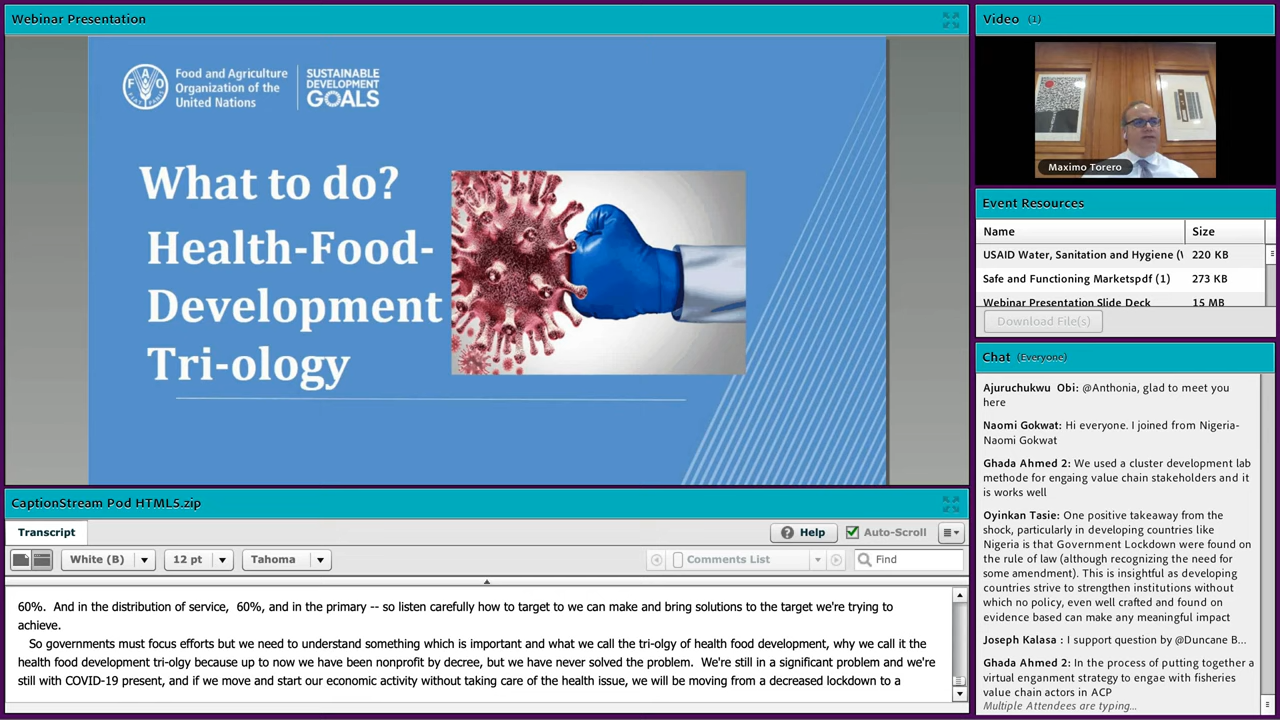 Webinar Presentation
Food and Agriculture
Organization of the
United Nations
SUSTAINABLE
DEVELOPMENT
GOALS
What to do?
Health-Food-
Development
Tri-ology
CaptionStream Pod HTML5.zip
Transcript
Help
Auto-Scroll
White (B)
12 pt
Tahoma
Comments List
Find
60%. And in the distribution of service, 60%, and in the primary -- so listen carefully how to target to we can make and bring solutions to the target we're trying to
achieve.
So governments must focus efforts but we need to understand something which is important and what we call the tri-olgy of health food development, why we call it the
health food development tri-olgy because up to now we have been nonprofit by decree, but we have never solved the problem. We're still in a significant problem and we're
still with COVID-19 present, and if we move and start our economic activity without taking care of the health issue, we will be moving from a decreased lockdown to a
Video (1)
Maximo Torero
Event Resources
Name Size
USAID Water, Sanitation and Hygiene (\ 220 KB
Safe and Functioning Marketspdf (1) 273 KB
Webinar Presentation Slide Deck 15 MB
Download File(s)
Chat (Everyone)
Ajuruchukwu Obi: @Anthonia, glad to meet you
here
Naomi Gokwat: Hi everyone. I joined from Nigeria-
Naomi Gokwat
Ghada Ahmed 2: We used a cluster development lab
methode for engaing value chain stakeholders and it
is works well
Oyinkan Tasie: One positive takeaway from the
shock, particularly in developing countries like
Nigeria is that Government Lockdown were found on
the rule of law (although recognizing the need for
some amendment). This is insightful as developing
countries strive to strengthen institutions without
which no policy, even well crafted and found on
evidence based can make any meaningful impact
Joseph Kalasa : I support question by @Duncane B...
Ghada Ahmed 2: In the process of putting together a
virtual enganment strategy to engae with fisheries
value chain actors in ACP
Multiple Attendees are typing...